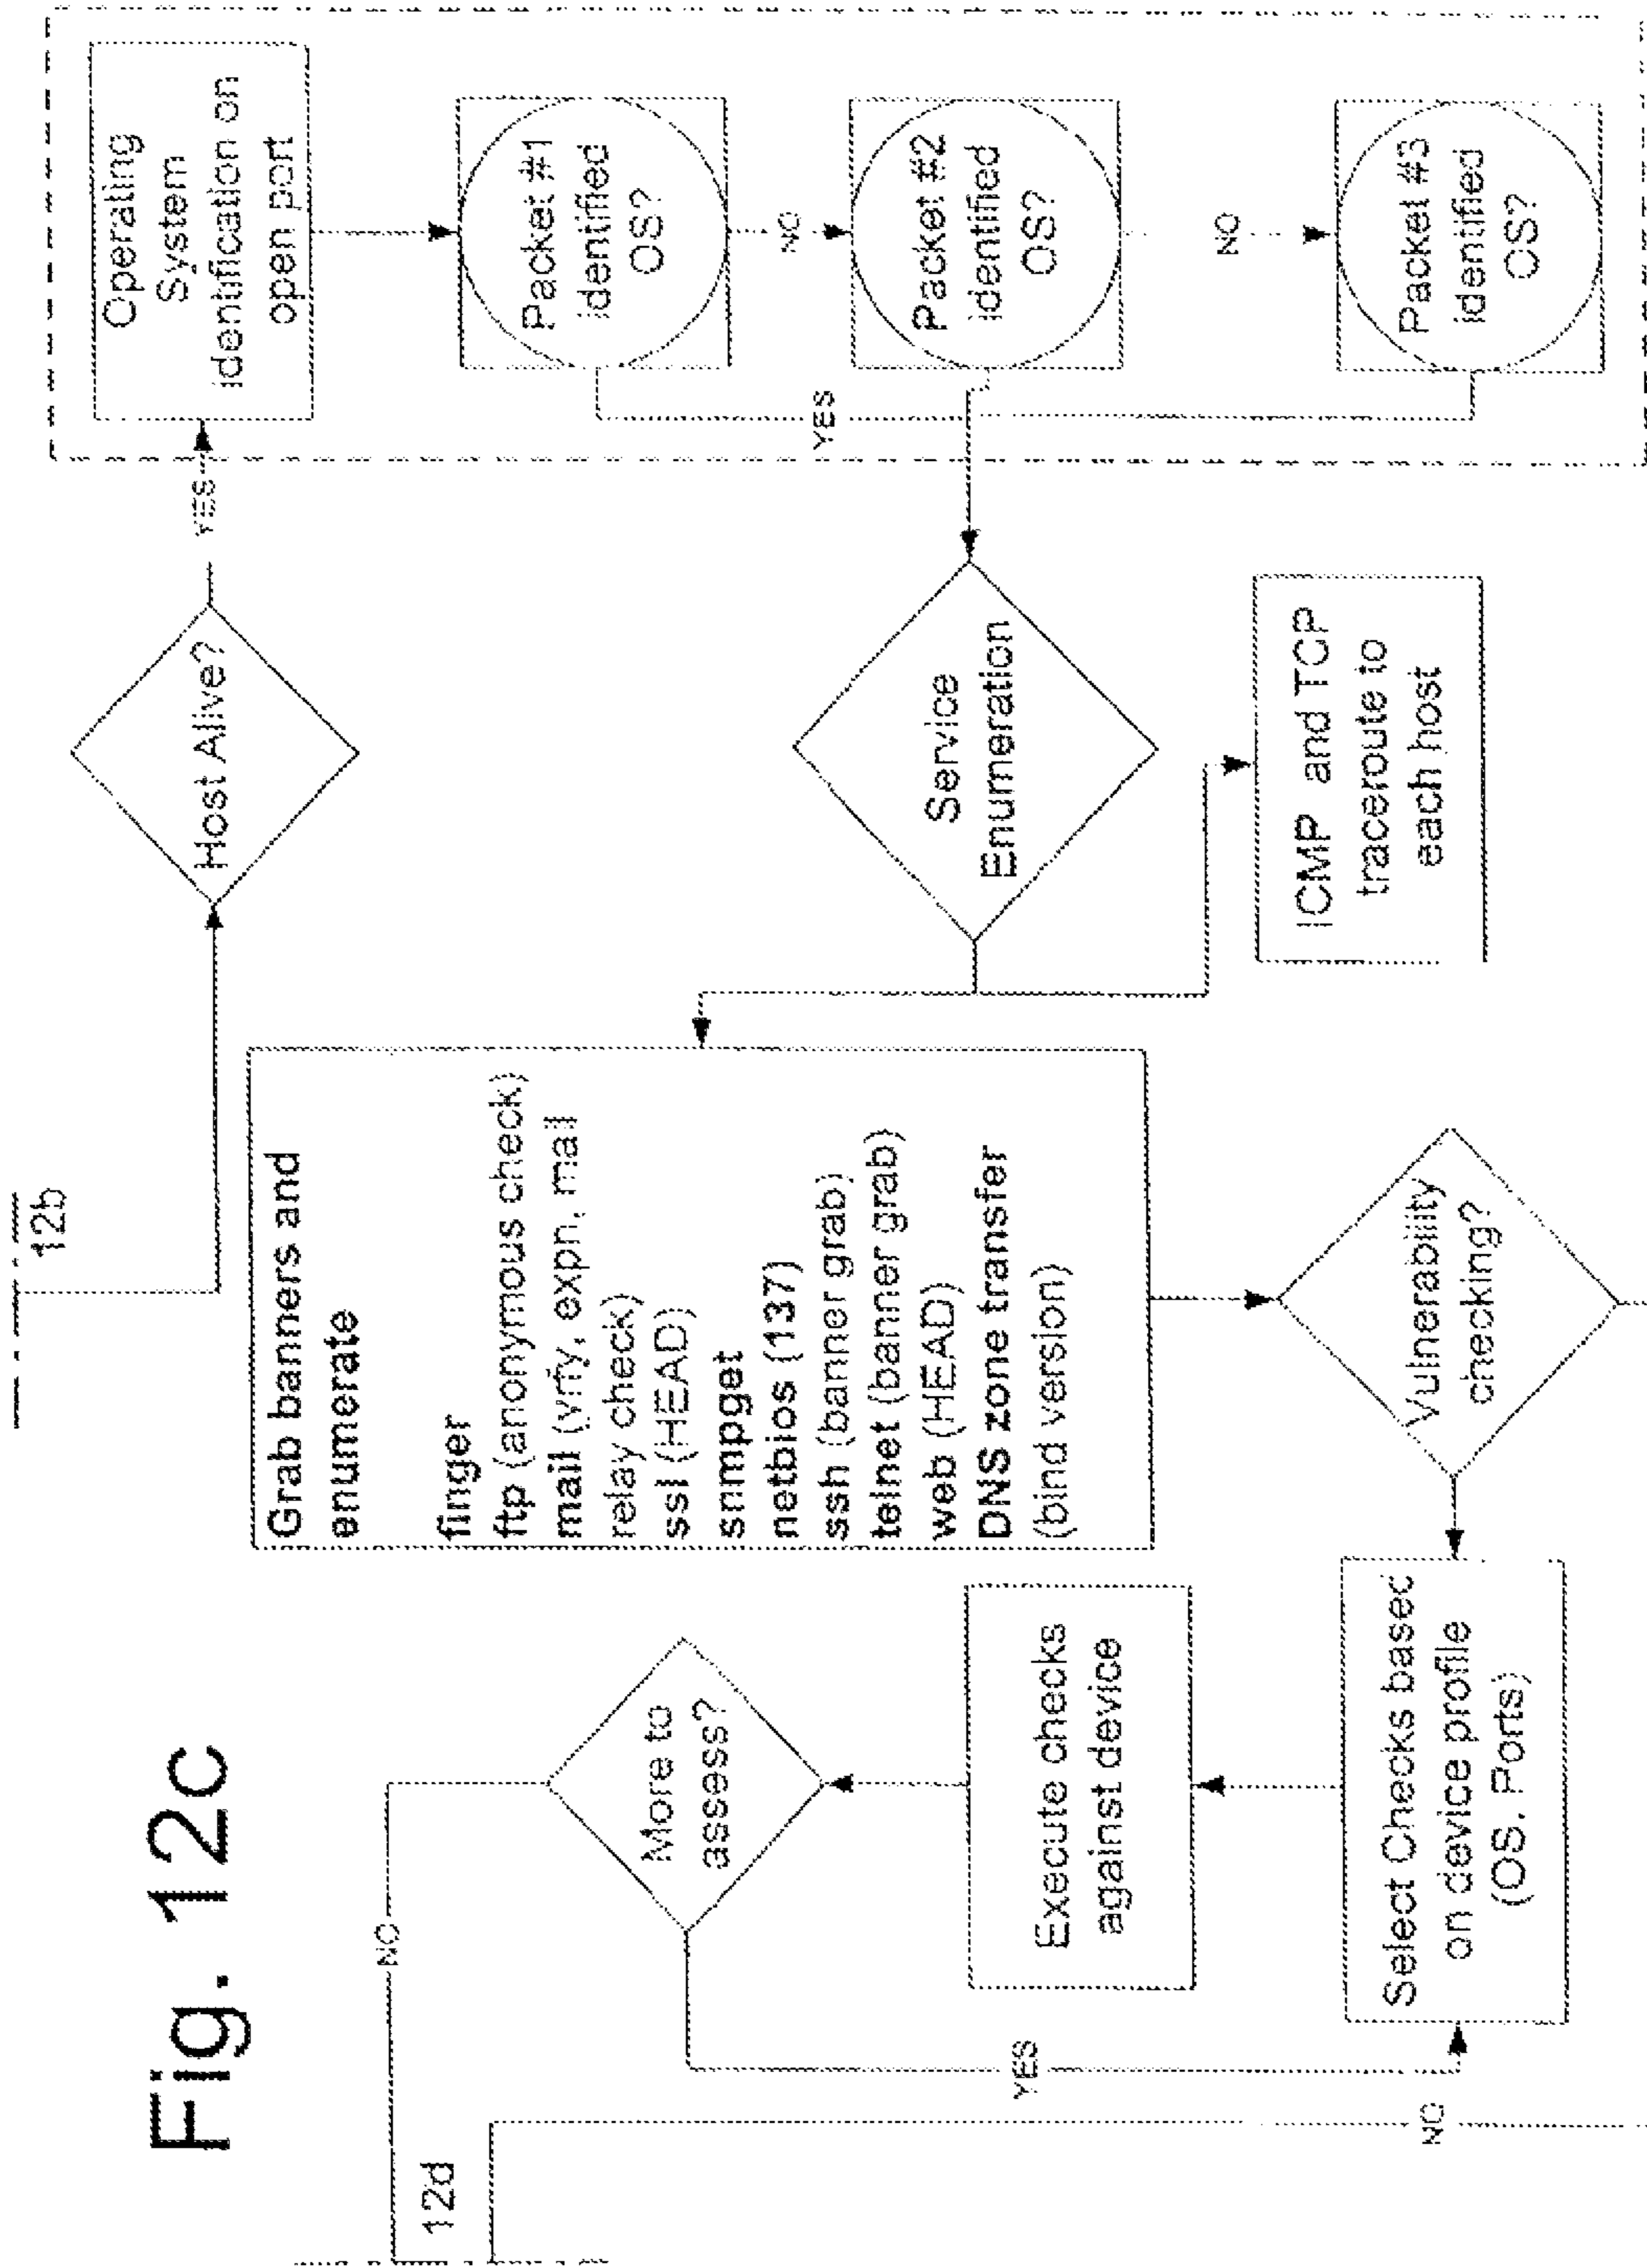 Fig. 12c
12b
Host Alive?
YES
Operating
System
identification on
open port
Packet #1
identified
OS?
NO
Packet #2
identified
OS?
NO
Packet #3
identified
OS?
YES
Service
Enumeration
ICMP and TCP
traceroute to
each host
Grab banners and
enumerate
finger
ftp (anonymous check)
mail (vrfy, expn, mail
relay check)
ssl (HEAD)
snmpget
netbios (137)
ssh (banner grab)
telnet (banner grab)
web (HEAD)
DNS zone transfer
(bind version)
Vulnerability
checking?
Select Checks based
on device profile
(OS, Ports)
Execute checks
against device
More to
assess?
NO
YES
NO
12d